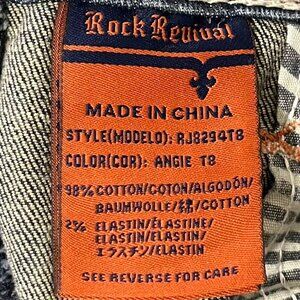 Rock Revival
MADE IN CHINA
STYLE(MODELO): RJ8294T8
COLOR(COR): ANGIE T8
98% COTTON/COTON/ALGODÓN/
BAUMWOLLE/綿/COTTON
2% ELASTIN/ÉLASTINE/
ELASTIN/ELASTIN/
エラスチン/ELASTIN
SEE REVERSE FOR CARE